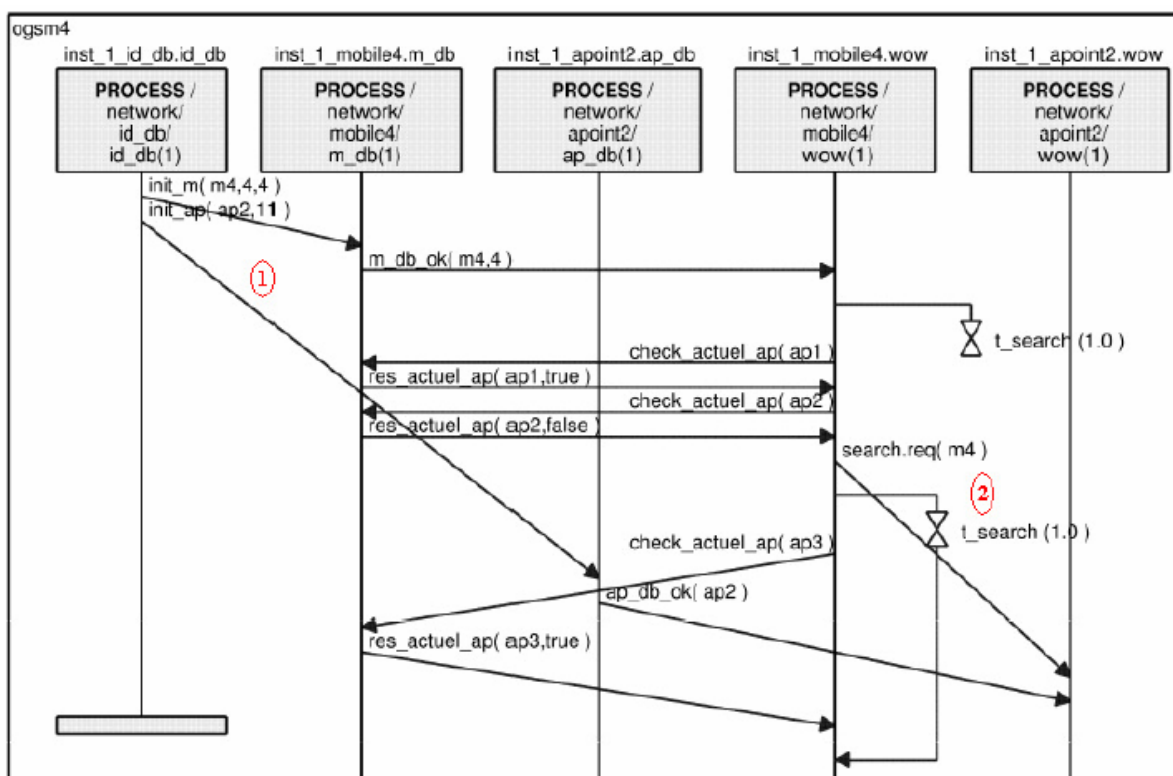 ogsm4
inst_1_id_db.id_db
inst_1_mobile4.m_db
inst_1_apoint2.ap_db
inst_1_mobile4.wow
inst_1_apoint2.wow
PROCESS /
network/
id_db/
id_db(1)
PROCESS /
network/
mobile4/
m_db(1)
PROCESS /
network/
apoint2/
ap_db(1)
PROCESS /
network/
mobile4/
wow(1)
PROCESS /
network/
apoint2/
wow(1)
init_m( m4,4,4 )
init_ap( ap2,11 )
1
m_db_ok( m4,4 )
t_search (1.0 )
check_actuel_ap( ap1 )
res_actuel_ap( ap1,true )
check_actuel_ap( ap2 )
res_actuel_ap( ap2,false )
search.req( m4 )
2
t_search (1.0 )
check_actuel_ap( ap3 )
ap_db_ok( ap2 )
res_actuel_ap( ap3,true )